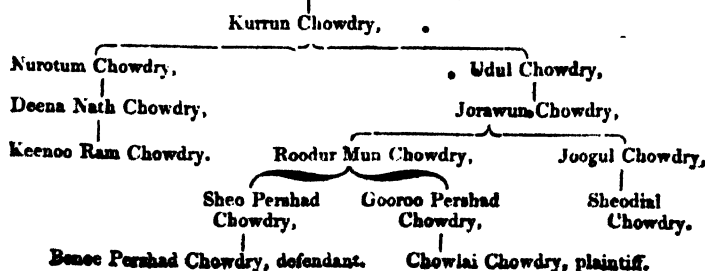 Kurrun Chowdry,
Nurotum Chowdry,
Udul Chowdry,
Deena Nath Chowdry,
Jorawun Chowdry,
Keenoo Ram Chowdry.
Roodur Mun Chowdry,
Joogul Chowdry,
Sheo Pershad
Chowdry,
Gooroo Pershad
Chowdry,
Sheodial
Chowdry.
Benee Pershad Chowdry, defendant.
Chowlai Chowdry, plaintiff.